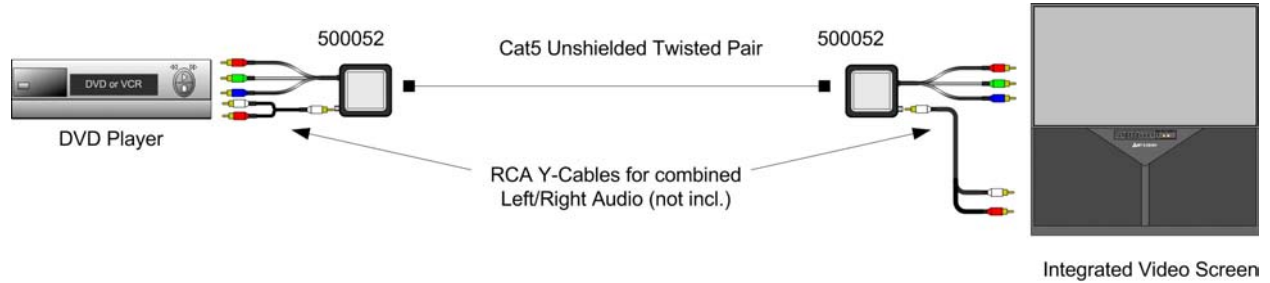 500052
Cat5 Unshielded Twisted Pair
500052
DVD or VCR
DVD Player
RCA Y-Cables for combined
Left/Right Audio (not incl.)
Integrated Video Screen